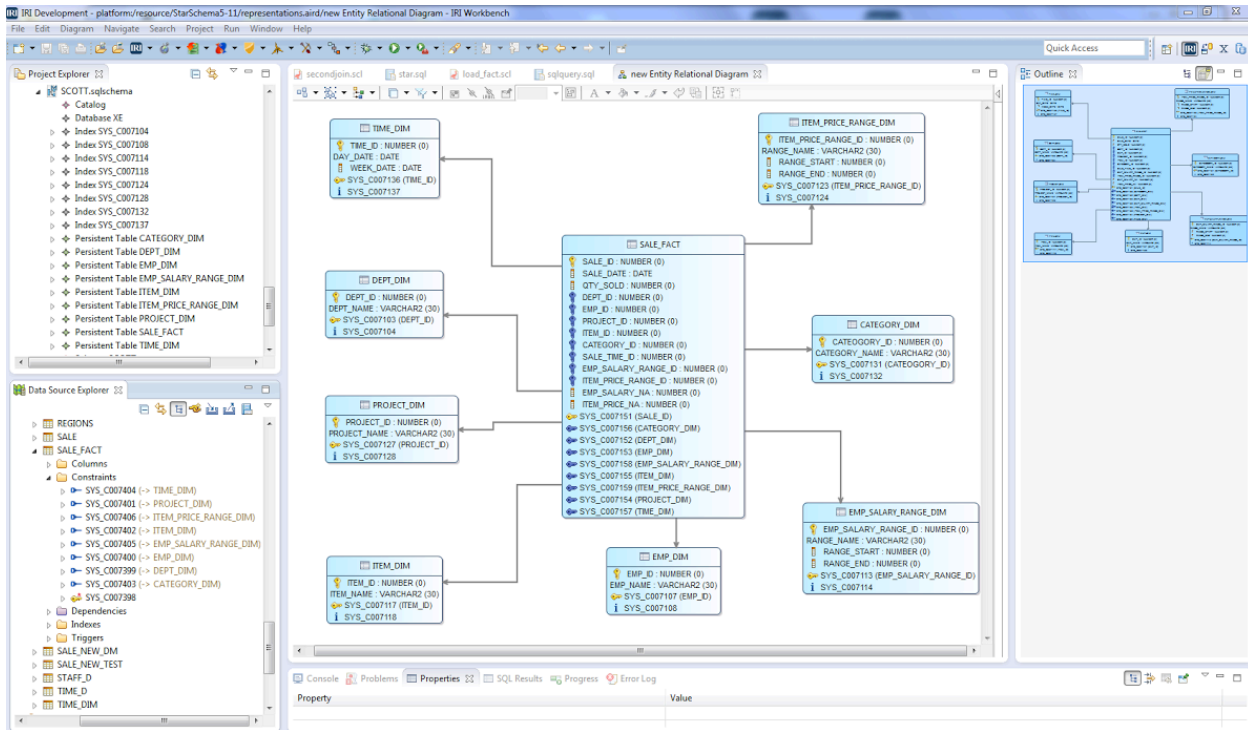 IRI Development - platform:/resource/StarSchema5-11/representations.aird/new Entity Relational Diagram - IRI Workbench
File Edit Diagram Navigate Search Project Run Window Help
Quick Access
Project Explorer
SCOTT.sqlschema
Catalog
Database XE
Index SYS_C007104
Index SYS_C007108
Index SYS_C007114
Index SYS_C007118
Index SYS_C007124
Index SYS_C007128
Index SYS_C007132
Index SYS_C007137
Persistent Table CATEGORY_DIM
Persistent Table DEPT_DIM
Persistent Table EMP_DIM
Persistent Table EMP_SALARY_RANGE_DIM
Persistent Table ITEM_DIM
Persistent Table ITEM_PRICE_RANGE_DIM
Persistent Table PROJECT_DIM
Persistent Table SALE_FACT
Persistent Table TIME_DIM
Data Source Explorer
REGIONS
SALE
SALE_FACT
Columns
Constraints
SYS_C007404 (-> TIME_DIM)
SYS_C007401 (-> PROJECT_DIM)
SYS_C007406 (-> ITEM_PRICE_RANGE_DIM)
SYS_C007402 (-> ITEM_DIM)
SYS_C007405 (-> EMP_SALARY_RANGE_DIM)
SYS_C007400 (-> EMP_DIM)
SYS_C007399 (-> DEPT_DIM)
SYS_C007403 (-> CATEGORY_DIM)
SYS_C007398
Dependencies
Indexes
Triggers
SALE_NEW_DM
SALE_NEW_TEST
STAFF_D
TIME_D
TIME_DIM
secondjoin.scl star.sql load_fact.scl sqlquery.sql new Entity Relational Diagram
TIME_DIM
TIME_ID : NUMBER (0)
DAY_DATE : DATE
WEEK_DATE : DATE
SYS_C007136 (TIME_ID)
SYS_C007137
ITEM_PRICE_RANGE_DIM
ITEM_PRICE_RANGE_ID : NUMBER (0)
RANGE_NAME : VARCHAR2 (30)
RANGE_START : NUMBER (0)
RANGE_END : NUMBER (0)
SYS_C007123 (ITEM_PRICE_RANGE_ID)
SYS_C007124
SALE_FACT
SALE_ID : NUMBER (0)
SALE_DATE : DATE
QTY_SOLD : NUMBER (0)
DEPT_ID : NUMBER (0)
EMP_ID : NUMBER (0)
PROJECT_ID : NUMBER (0)
ITEM_ID : NUMBER (0)
CATEGORY_ID : NUMBER (0)
SALE_TIME_ID : NUMBER (0)
EMP_SALARY_RANGE_ID : NUMBER (0)
ITEM_PRICE_RANGE_ID : NUMBER (0)
EMP_SALARY_NA : NUMBER (0)
ITEM_PRICE_NA : NUMBER (0)
SYS_C007151 (SALE_ID)
SYS_C007156 (CATEGORY_DIM)
SYS_C007152 (DEPT_DIM)
SYS_C007153 (EMP_DIM)
SYS_C007158 (EMP_SALARY_RANGE_DIM)
SYS_C007155 (ITEM_DIM)
SYS_C007159 (ITEM_PRICE_RANGE_DIM)
SYS_C007154 (PROJECT_DIM)
SYS_C007157 (TIME_DIM)
DEPT_DIM
DEPT_ID : NUMBER (0)
DEPT_NAME : VARCHAR2 (30)
SYS_C007103 (DEPT_ID)
SYS_C007104
CATEGORY_DIM
CATEOGORY_ID : NUMBER (0)
CATEGORY_NAME : VARCHAR2 (30)
SYS_C007131 (CATEOGORY_ID)
SYS_C007132
PROJECT_DIM
PROJECT_ID : NUMBER (0)
PROJECT_NAME : VARCHAR2 (30)
SYS_C007127 (PROJECT_ID)
SYS_C007128
EMP_SALARY_RANGE_DIM
EMP_SALARY_RANGE_ID : NUMBER (0)
RANGE_NAME : VARCHAR2 (30)
RANGE_START : NUMBER (0)
RANGE_END : NUMBER (0)
SYS_C007113 (EMP_SALARY_RANGE_ID)
SYS_C007114
ITEM_DIM
ITEM_ID : NUMBER (0)
ITEM_NAME : VARCHAR2 (30)
SYS_C007117 (ITEM_ID)
SYS_C007118
EMP_DIM
EMP_ID : NUMBER (0)
EMP_NAME : VARCHAR2 (30)
SYS_C007107 (EMP_ID)
SYS_C007108
Outline
Console Problems Properties SQL Results Progress Error Log
Property Value